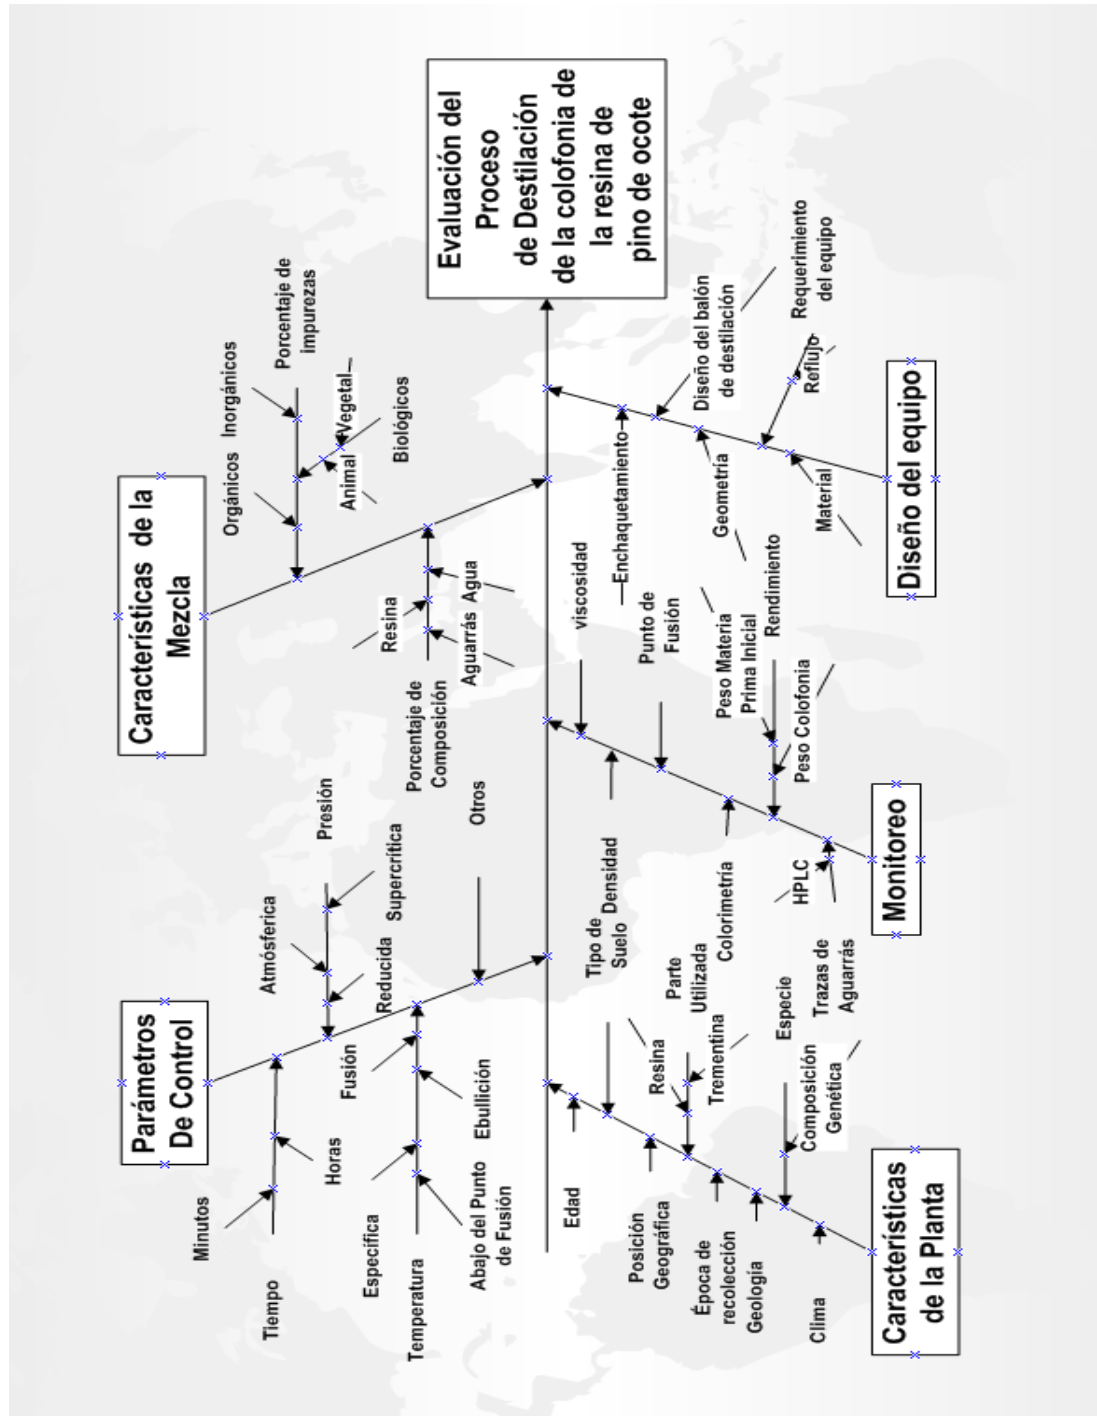 Parámetros
De Control
Minutos
Tiempo
Horas
Atmósferica
Presión
Reducida
Supercrítica
Fusión
Específica
Temperatura
Ebullición
Abajo del Punto
de Fusión
Otros
Características de la
Mezcla
Orgánicos
Inorgánicos
Porcentaje de
impurezas
Animal
Vegetal
Biológicos
Resina
Porcentaje de
Composición
Aguarrás
Agua
Evaluación del
Proceso
de Destilación
de la colofonia de
la resina de
pino de ocote
Edad
Tipo de
Suelo
Posición
Geográfica
Resina
Parte
Utilizada
Trementina
Época de
recolección
Geología
Especie
Composición
Genética
Clima
Características
de la Planta
viscosidad
Densidad
Punto de
Fusión
Colorimetría
Peso Materia
Prima Inicial
Rendimiento
Peso Colofonia
HPLC
Trazas de
Aguarrás
Monitoreo
Enchaquetamiento
Diseño del balón
de destilación
Geometría
Requerimiento
del equipo
Reflujo
Material
Diseño del equipo